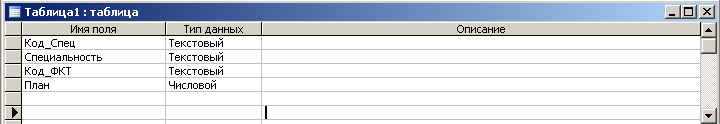 Таблица1 : таблица
Имя поля Тип данных Описание
Код_Спец Текстовый
Специальность Текстовый
Код_ФКТ Текстовый
План Числовой